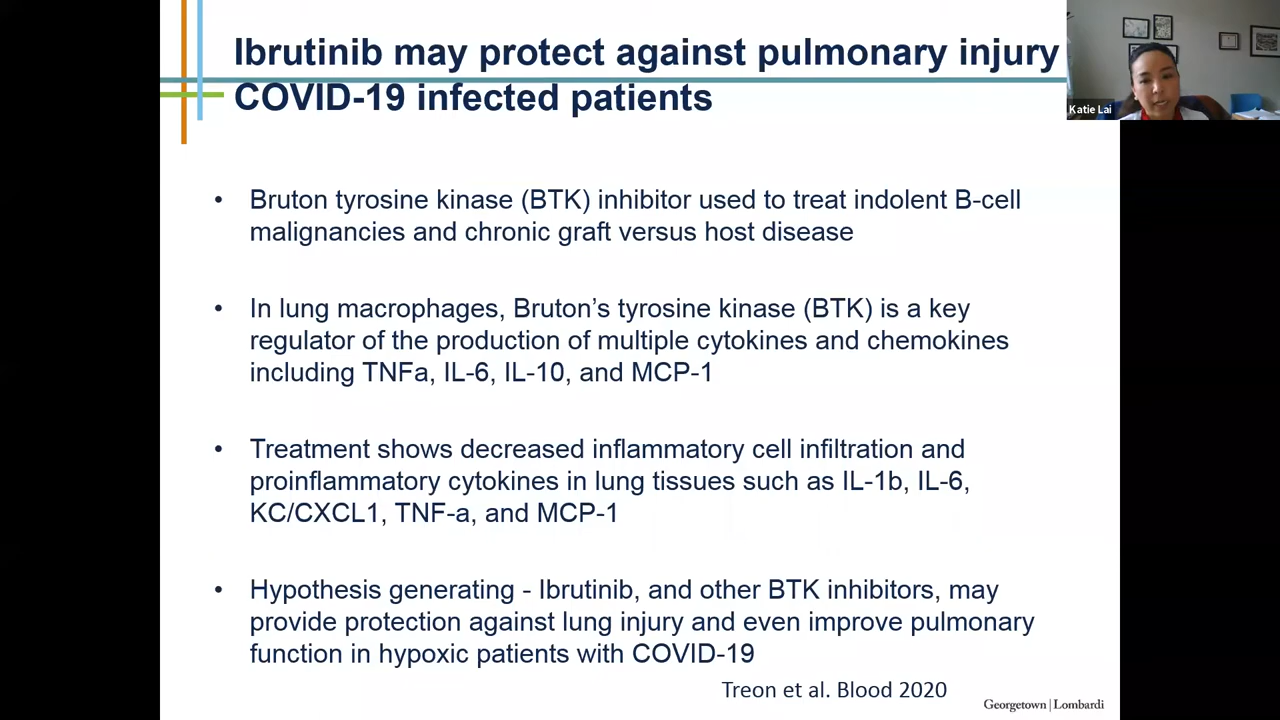 Ibrutinib may protect against pulmonary injury
COVID-19 infected patients
Katie Lai
• Bruton tyrosine kinase (BTK) inhibitor used to treat indolent B-cell
malignancies and chronic graft versus host disease
• In lung macrophages, Bruton’s tyrosine kinase (BTK) is a key
regulator of the production of multiple cytokines and chemokines
including TNFa, IL-6, IL-10, and MCP-1
• Treatment shows decreased inflammatory cell infiltration and
proinflammatory cytokines in lung tissues such as IL-1b, IL-6,
KC/CXCL1, TNF-a, and MCP-1
• Hypothesis generating - Ibrutinib, and other BTK inhibitors, may
provide protection against lung injury and even improve pulmonary
function in hypoxic patients with COVID-19
Treon et al. Blood 2020
Georgetown | Lombardi